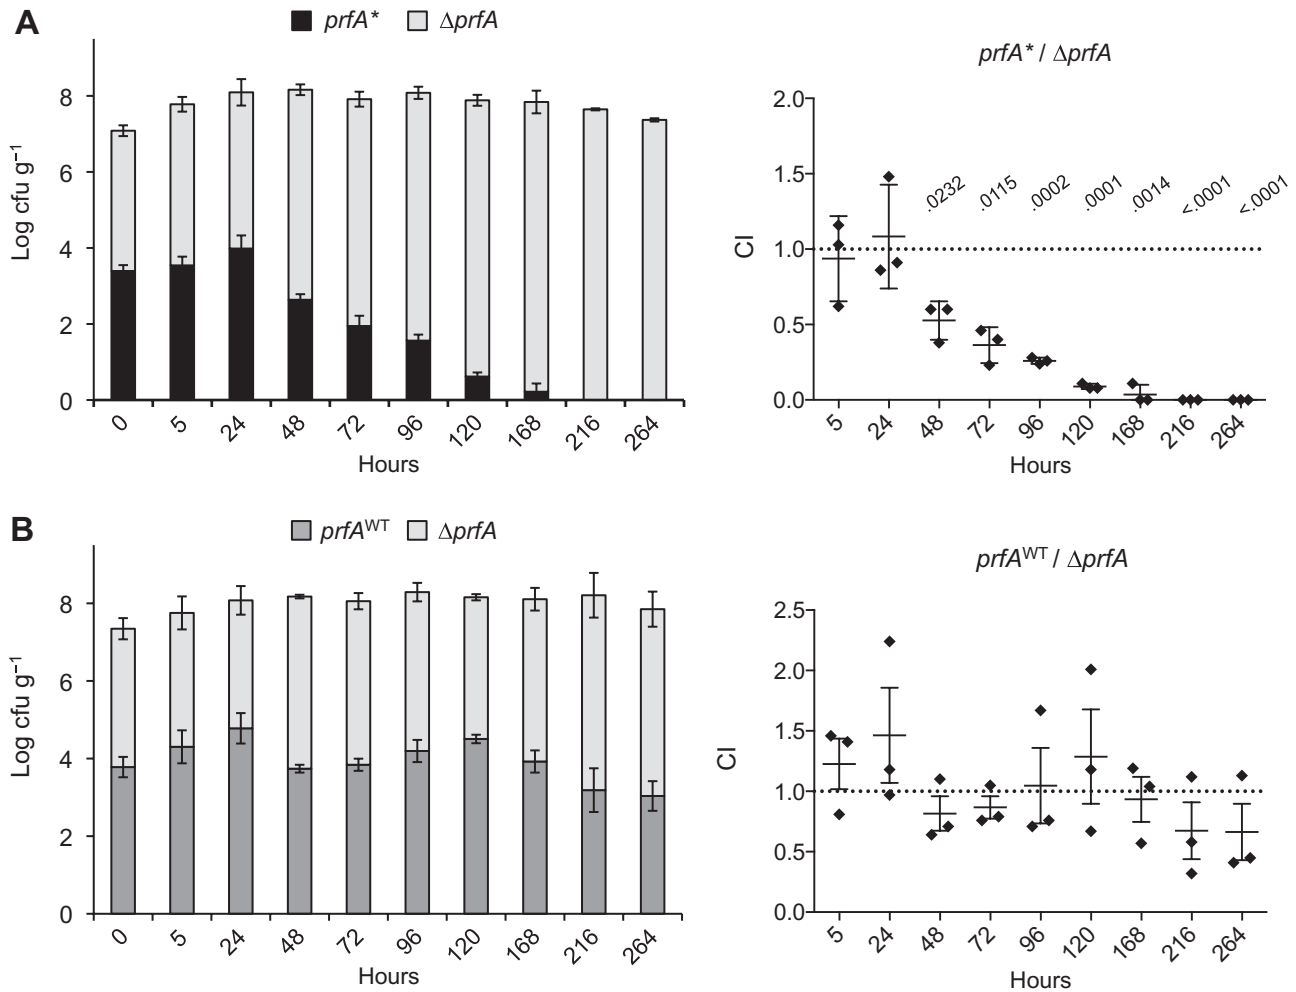 A
prfA* ΔprfA
Log cfu g⁻¹
8
6
4
2
0
0 5 24 48 72 96 120 168 216 264
Hours
prfA* / ΔprfA
CI
2.0
1.5
1.0
0.5
0.0
.0232 .0115 .0002 .0001 .0014 <.0001 <.0001
5 24 48 72 96 120 168 216 264
Hours
B
prfAᵂᵀ ΔprfA
Log cfu g⁻¹
8
6
4
2
0
0 5 24 48 72 96 120 168 216 264
Hours
prfAᵂᵀ / ΔprfA
CI
2.5
2.0
1.5
1.0
0.5
0.0
5 24 48 72 96 120 168 216 264
Hours